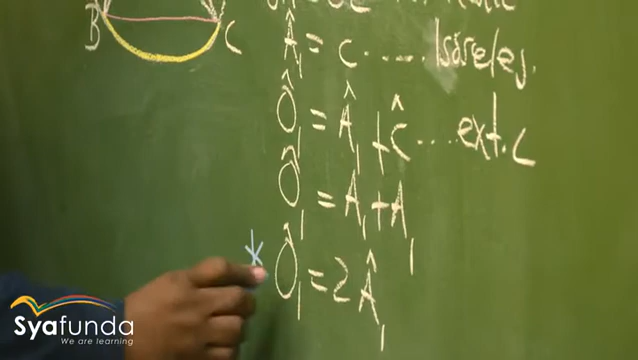 B C
Â₁ = C .... Isosceles.
Ô₁ = Â₁ + Ĉ .... ext. C
Ô₁ = A₁ + A₁
* Ô₁ = 2Â₁
Syafunda
We are learning